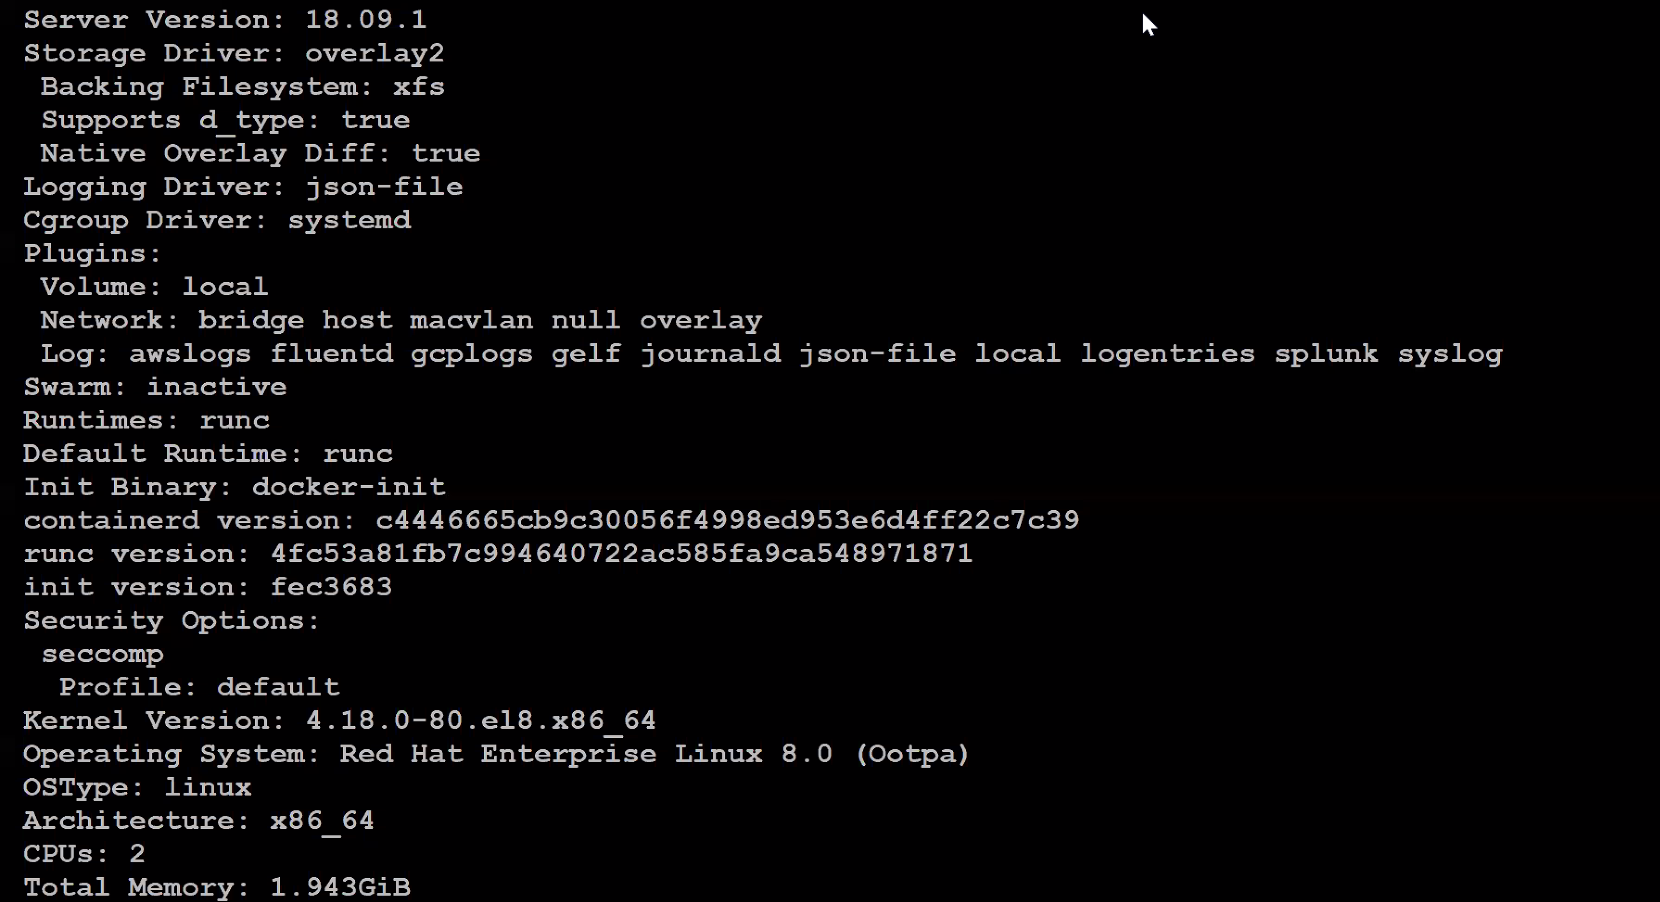 Server Version: 18.09.1
Storage Driver: overlay2
 Backing Filesystem: xfs
 Supports d_type: true
 Native Overlay Diff: true
Logging Driver: json-file
Cgroup Driver: systemd
Plugins:
 Volume: local
 Network: bridge host macvlan null overlay
 Log: awslogs fluentd gcplogs gelf journald json-file local logentries splunk syslog
Swarm: inactive
Runtimes: runc
Default Runtime: runc
Init Binary: docker-init
containerd version: c4446665cb9c30056f4998ed953e6d4ff22c7c39
runc version: 4fc53a81fb7c994640722ac585fa9ca548971871
init version: fec3683
Security Options:
 seccomp
  Profile: default
Kernel Version: 4.18.0-80.el8.x86_64
Operating System: Red Hat Enterprise Linux 8.0 (Ootpa)
OSType: linux
Architecture: x86_64
CPUs: 2
Total Memory: 1.943GiB